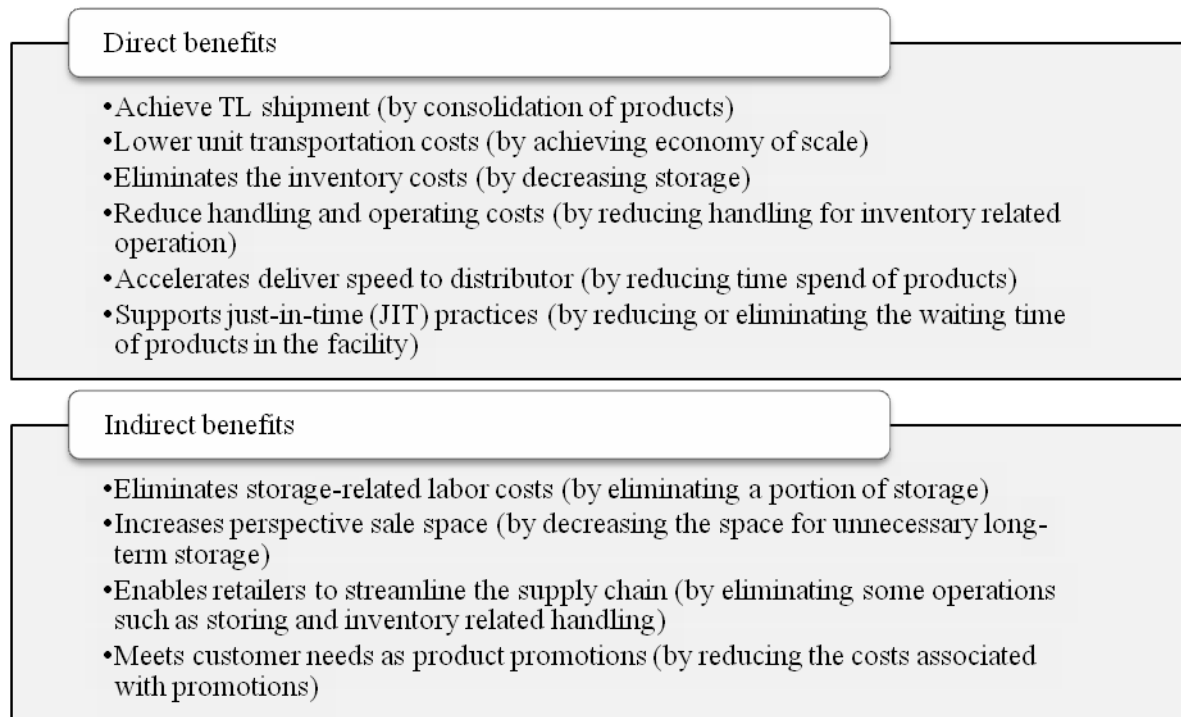 Direct benefits
•Achieve TL shipment (by consolidation of products)
•Lower unit transportation costs (by achieving economy of scale)
•Eliminates the inventory costs (by decreasing storage)
•Reduce handling and operating costs (by reducing handling for inventory related
operation)
•Accelerates deliver speed to distributor (by reducing time spend of products)
•Supports just-in-time (JIT) practices (by reducing or eliminating the waiting time
of products in the facility)
Indirect benefits
•Eliminates storage-related labor costs (by eliminating a portion of storage)
•Increases perspective sale space (by decreasing the space for unnecessary long-
term storage)
•Enables retailers to streamline the supply chain (by eliminating some operations
such as storing and inventory related handling)
•Meets customer needs as product promotions (by reducing the costs associated
with promotions)